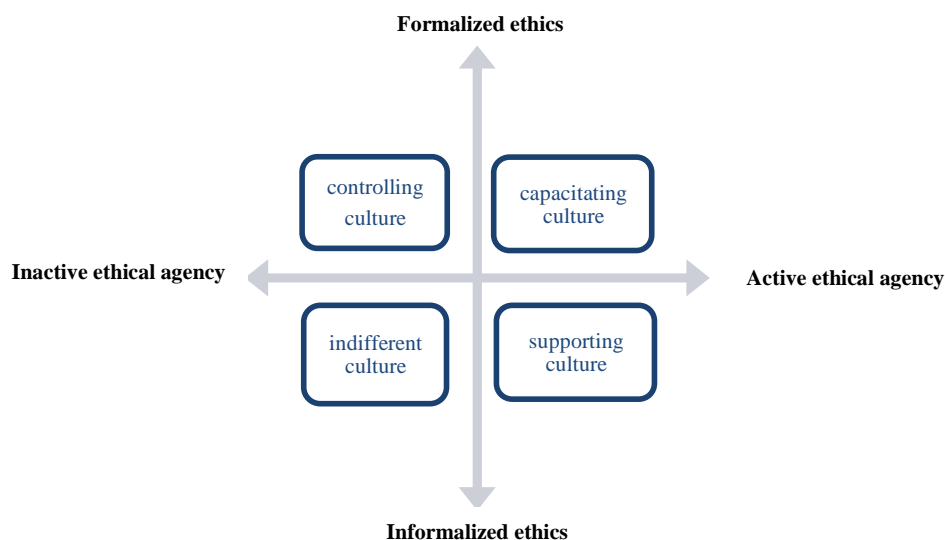 Formalized ethics
controlling
culture
capacitating
culture
Inactive ethical agency
Active ethical agency
indifferent
culture
supporting
culture
Informalized ethics